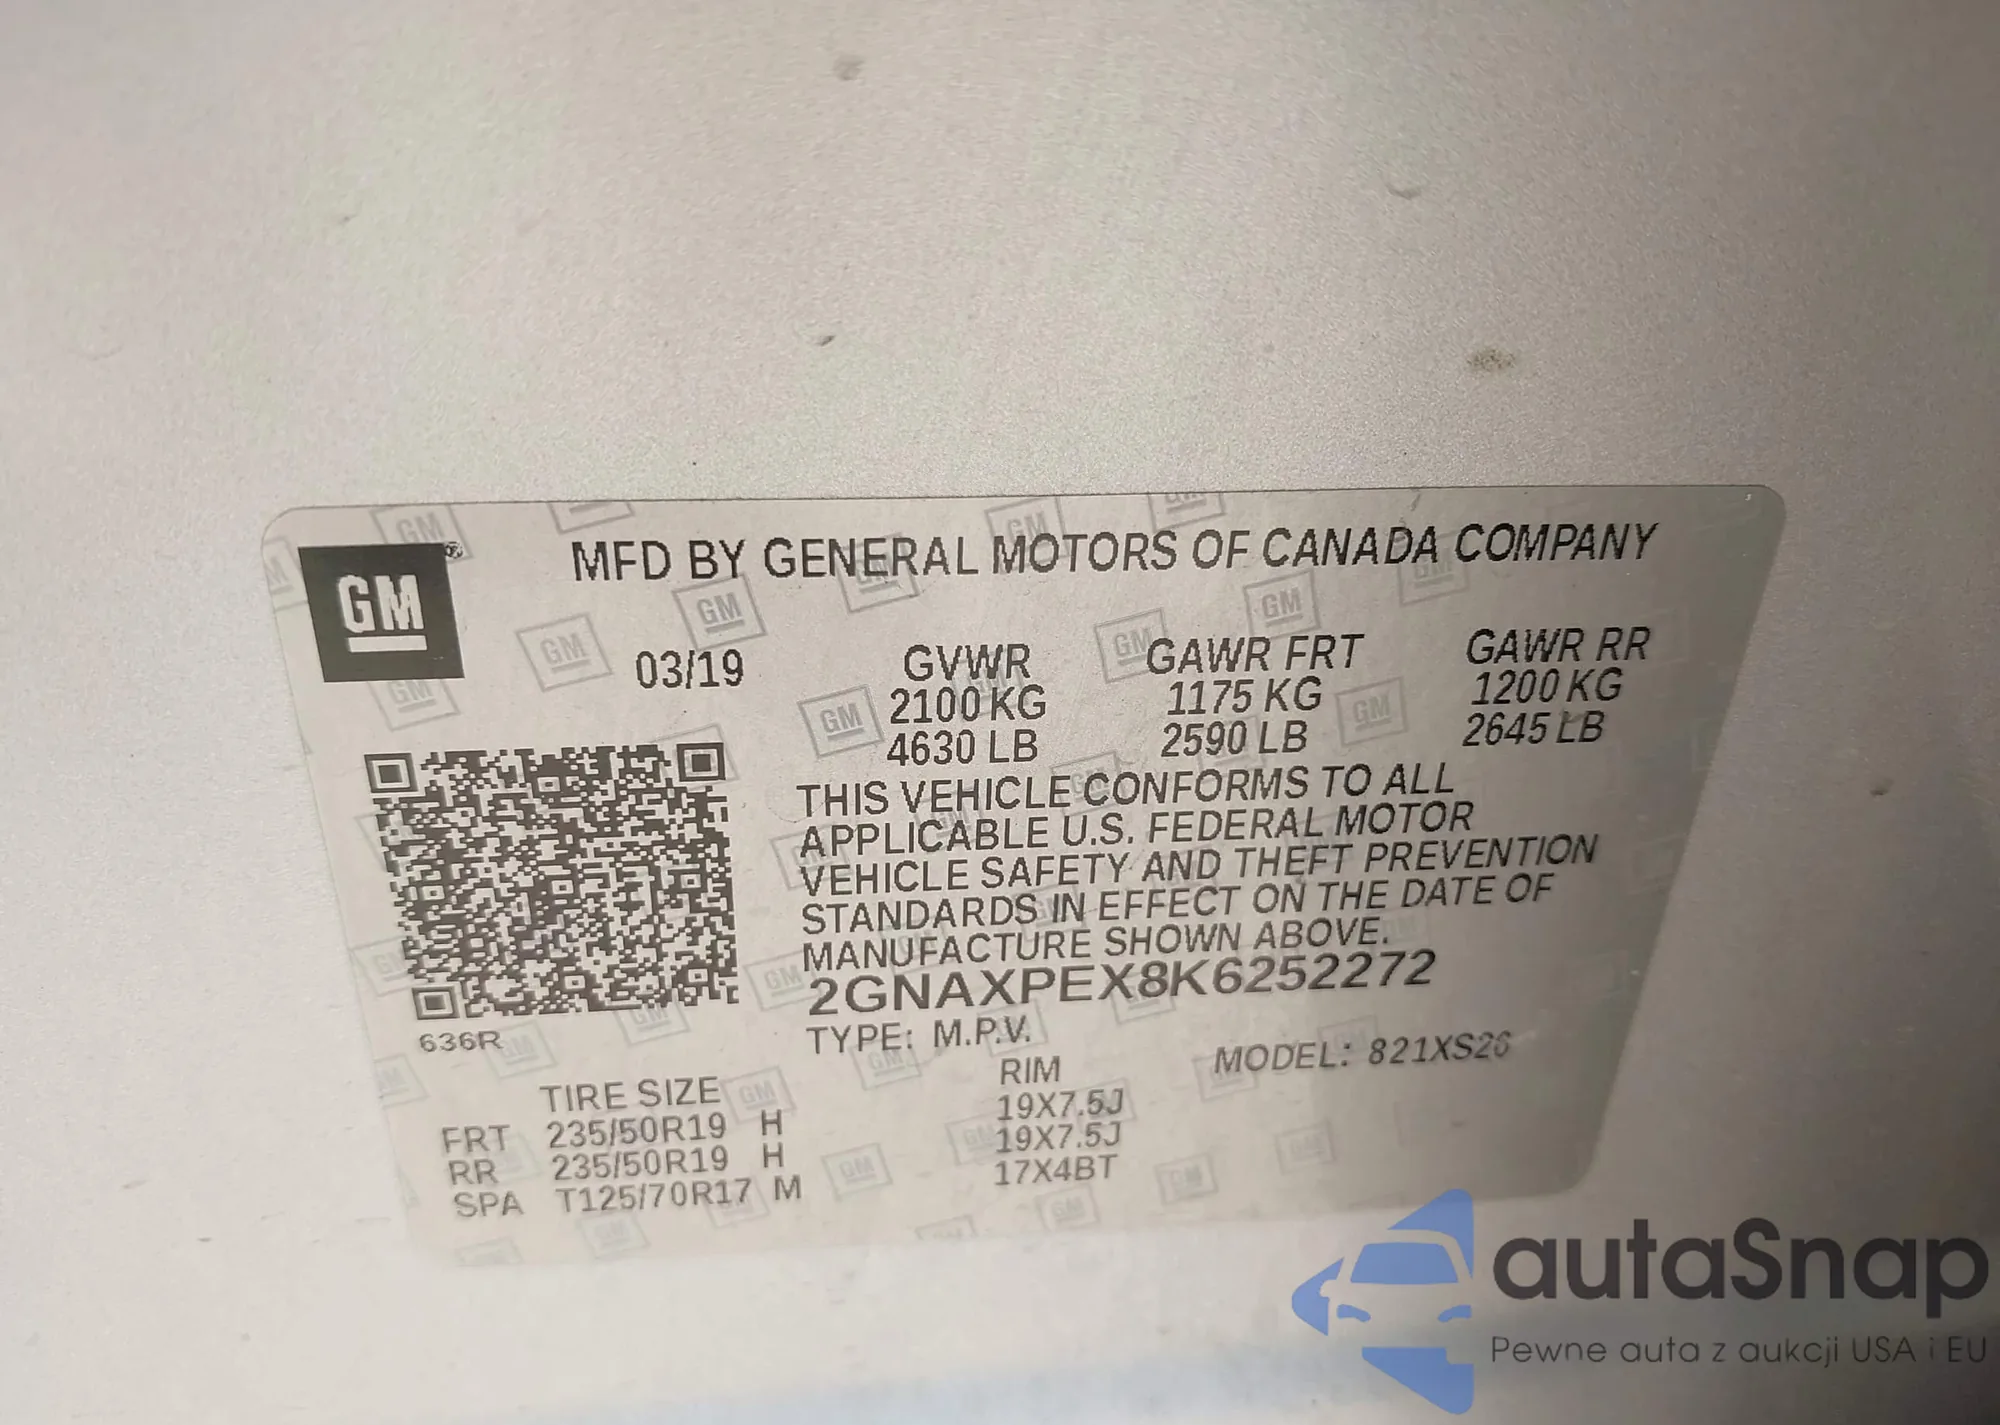 GM
MFD BY GENERAL MOTORS OF CANADA COMPANY
03/19 GVWR GAWR FRT GAWR RR
2100 KG 1175 KG 1200 KG
4630 LB 2590 LB 2645 LB
THIS VEHICLE CONFORMS TO ALL
APPLICABLE U.S. FEDERAL MOTOR
VEHICLE SAFETY AND THEFT PREVENTION
STANDARDS IN EFFECT ON THE DATE OF
MANUFACTURE SHOWN ABOVE.
2GNAXPEX8K6252272
636R
TYPE: M.P.V. MODEL: 821XS26
TIRE SIZE RIM
FRT 235/50R19 H 19X7.5J
RR 235/50R19 H 19X7.5J
SPA T125/70R17 M 17X4BT
autaSnap
Pewne auta z aukcji USA i EU